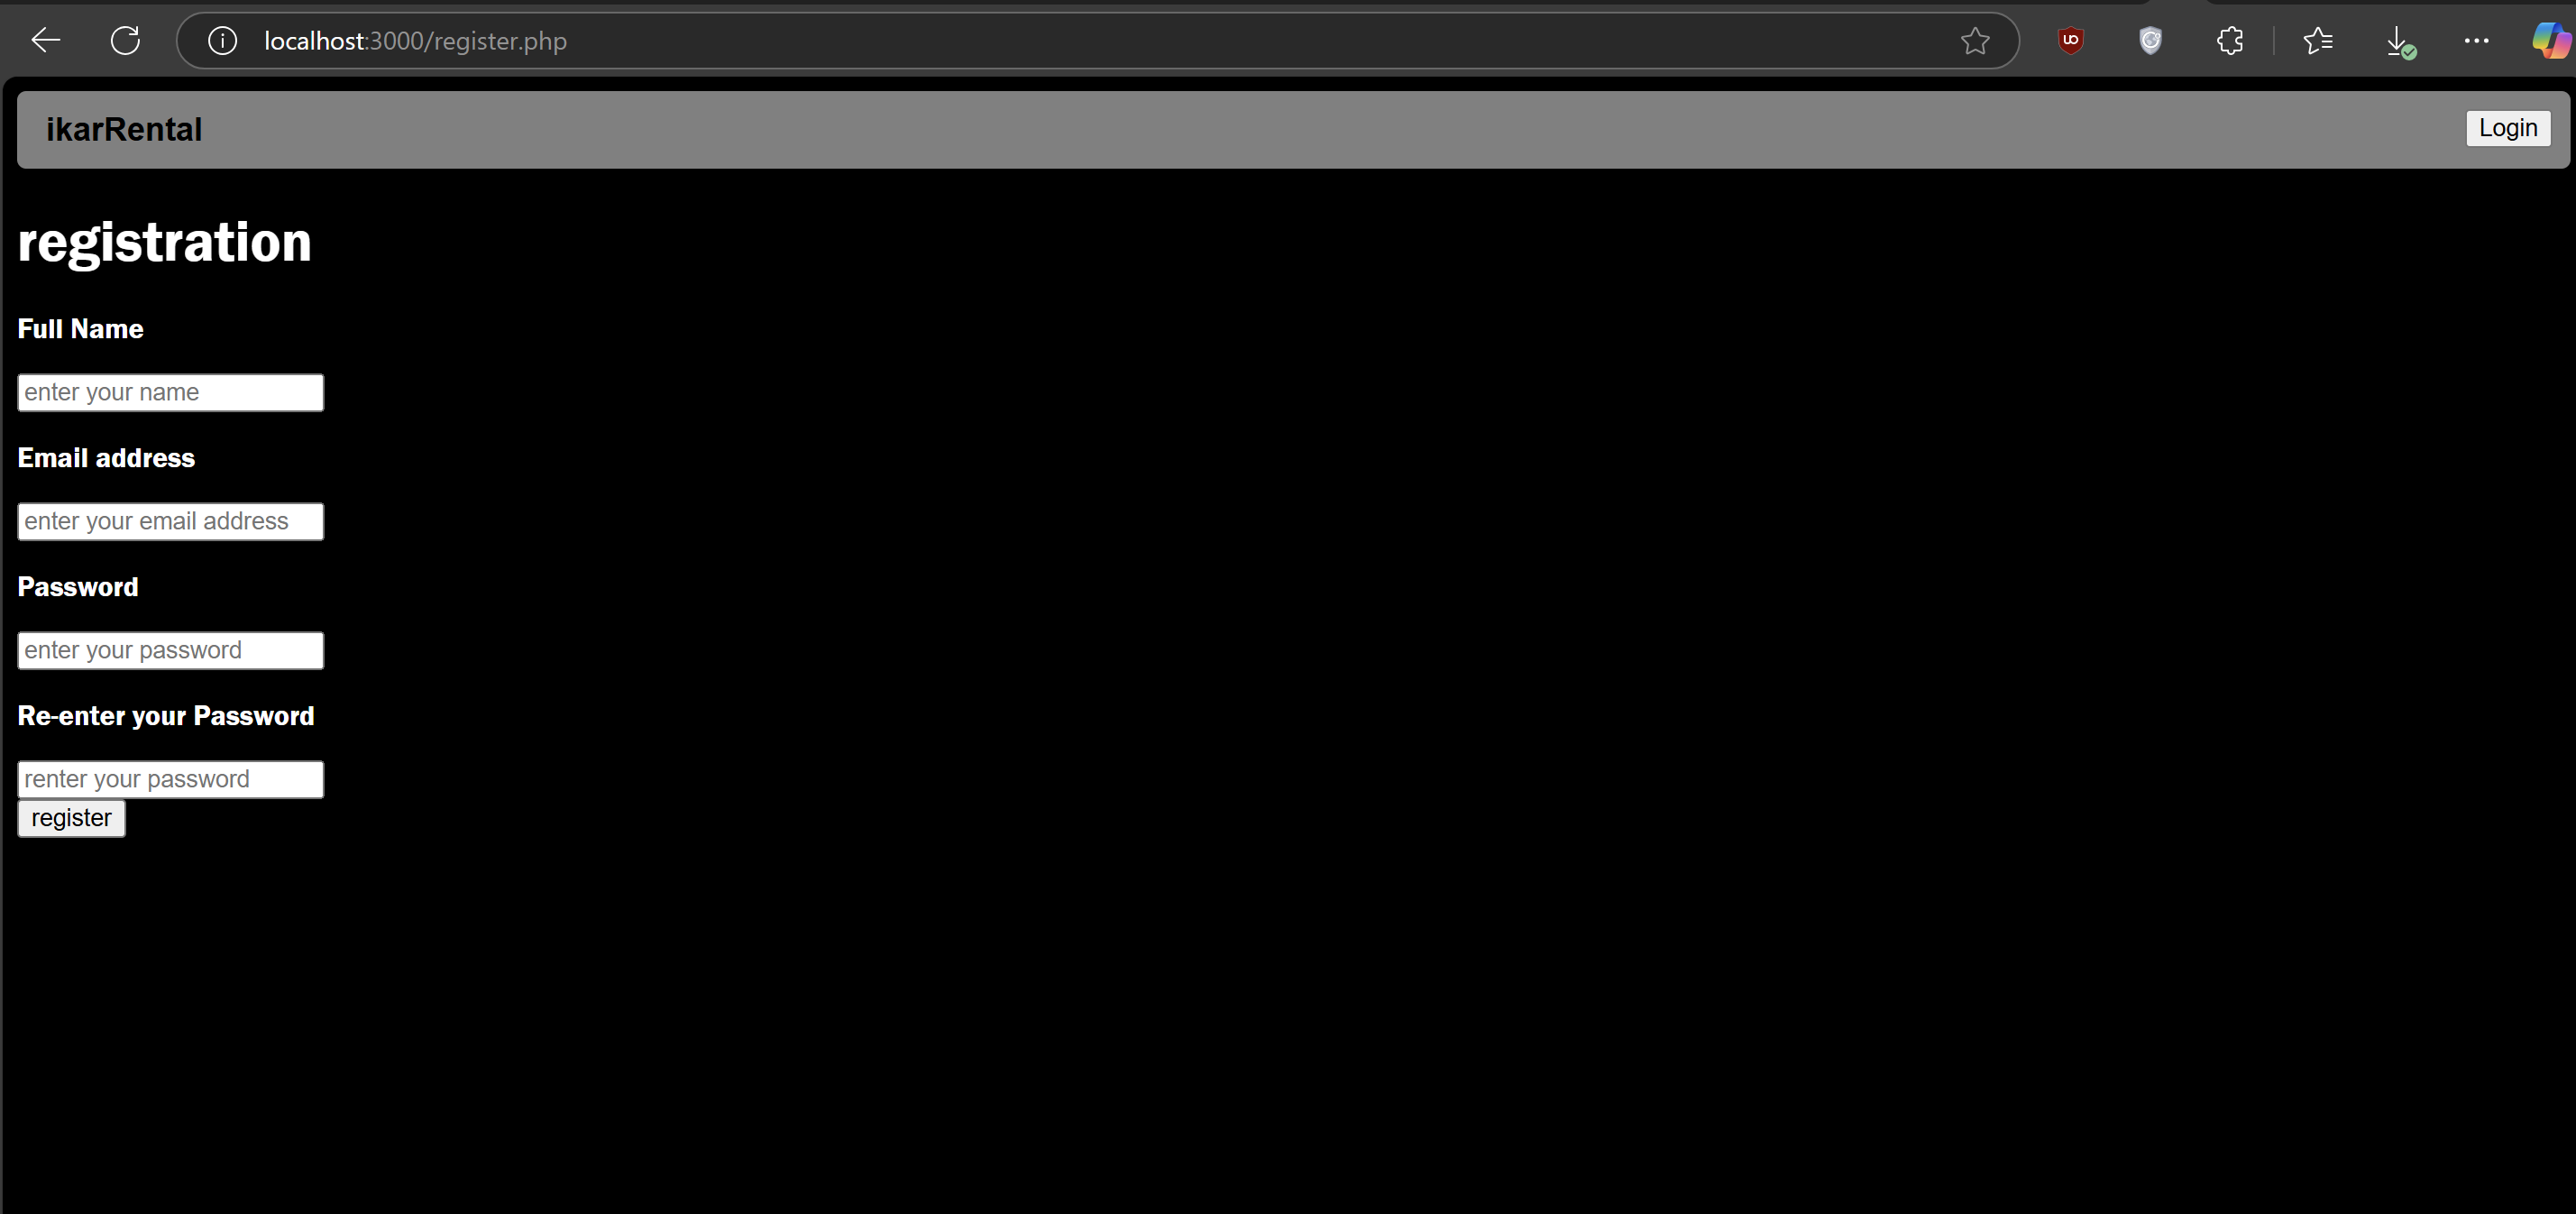 localhost:3000/register.php
ikarRental
Login
registration
Full Name
enter your name
Email address
enter your email address
Password
enter your password
Re-enter your Password
renter your password
register